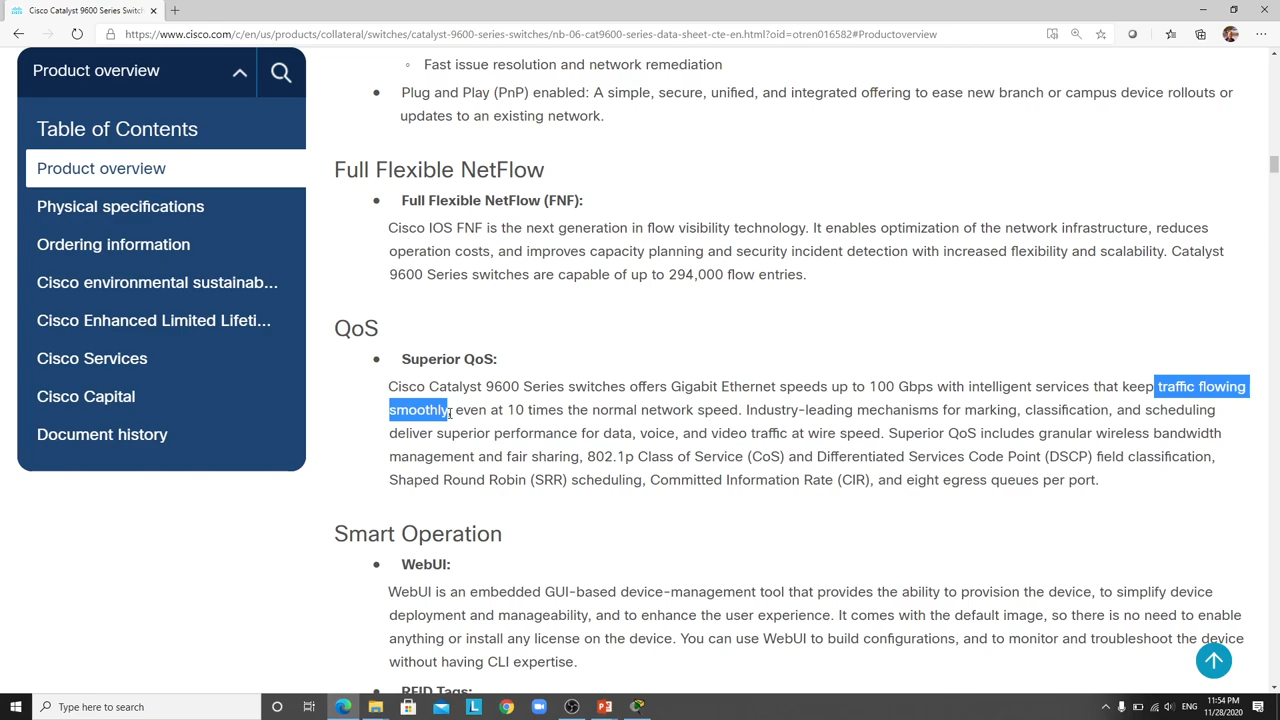 Cisco Catalyst 9600 Series Switch
https://www.cisco.com/c/en/us/products/collateral/switches/catalyst-9600-series-switches/nb-06-cat9600-series-data-sheet-cte-en.html?oid=otren016582#Productoverview
Product overview
Table of Contents
Product overview
Physical specifications
Ordering information
Cisco environmental sustainab...
Cisco Enhanced Limited Lifeti...
Cisco Services
Cisco Capital
Document history
Fast issue resolution and network remediation
Plug and Play (PnP) enabled: A simple, secure, unified, and integrated offering to ease new branch or campus device rollouts or
updates to an existing network.
Full Flexible NetFlow
Full Flexible NetFlow (FNF):
Cisco IOS FNF is the next generation in flow visibility technology. It enables optimization of the network infrastructure, reduces
operation costs, and improves capacity planning and security incident detection with increased flexibility and scalability. Catalyst
9600 Series switches are capable of up to 294,000 flow entries.
QoS
Superior QoS:
Cisco Catalyst 9600 Series switches offers Gigabit Ethernet speeds up to 100 Gbps with intelligent services that keep traffic flowing
smoothly, even at 10 times the normal network speed. Industry-leading mechanisms for marking, classification, and scheduling
deliver superior performance for data, voice, and video traffic at wire speed. Superior QoS includes granular wireless bandwidth
management and fair sharing, 802.1p Class of Service (CoS) and Differentiated Services Code Point (DSCP) field classification,
Shaped Round Robin (SRR) scheduling, Committed Information Rate (CIR), and eight egress queues per port.
Smart Operation
WebUI:
WebUI is an embedded GUI-based device-management tool that provides the ability to provision the device, to simplify device
deployment and manageability, and to enhance the user experience. It comes with the default image, so there is no need to enable
anything or install any license on the device. You can use WebUI to build configurations, and to monitor and troubleshoot the device
without having CLI expertise.
RFID Tags:
Type here to search
ENG
11:54 PM
11/28/2020